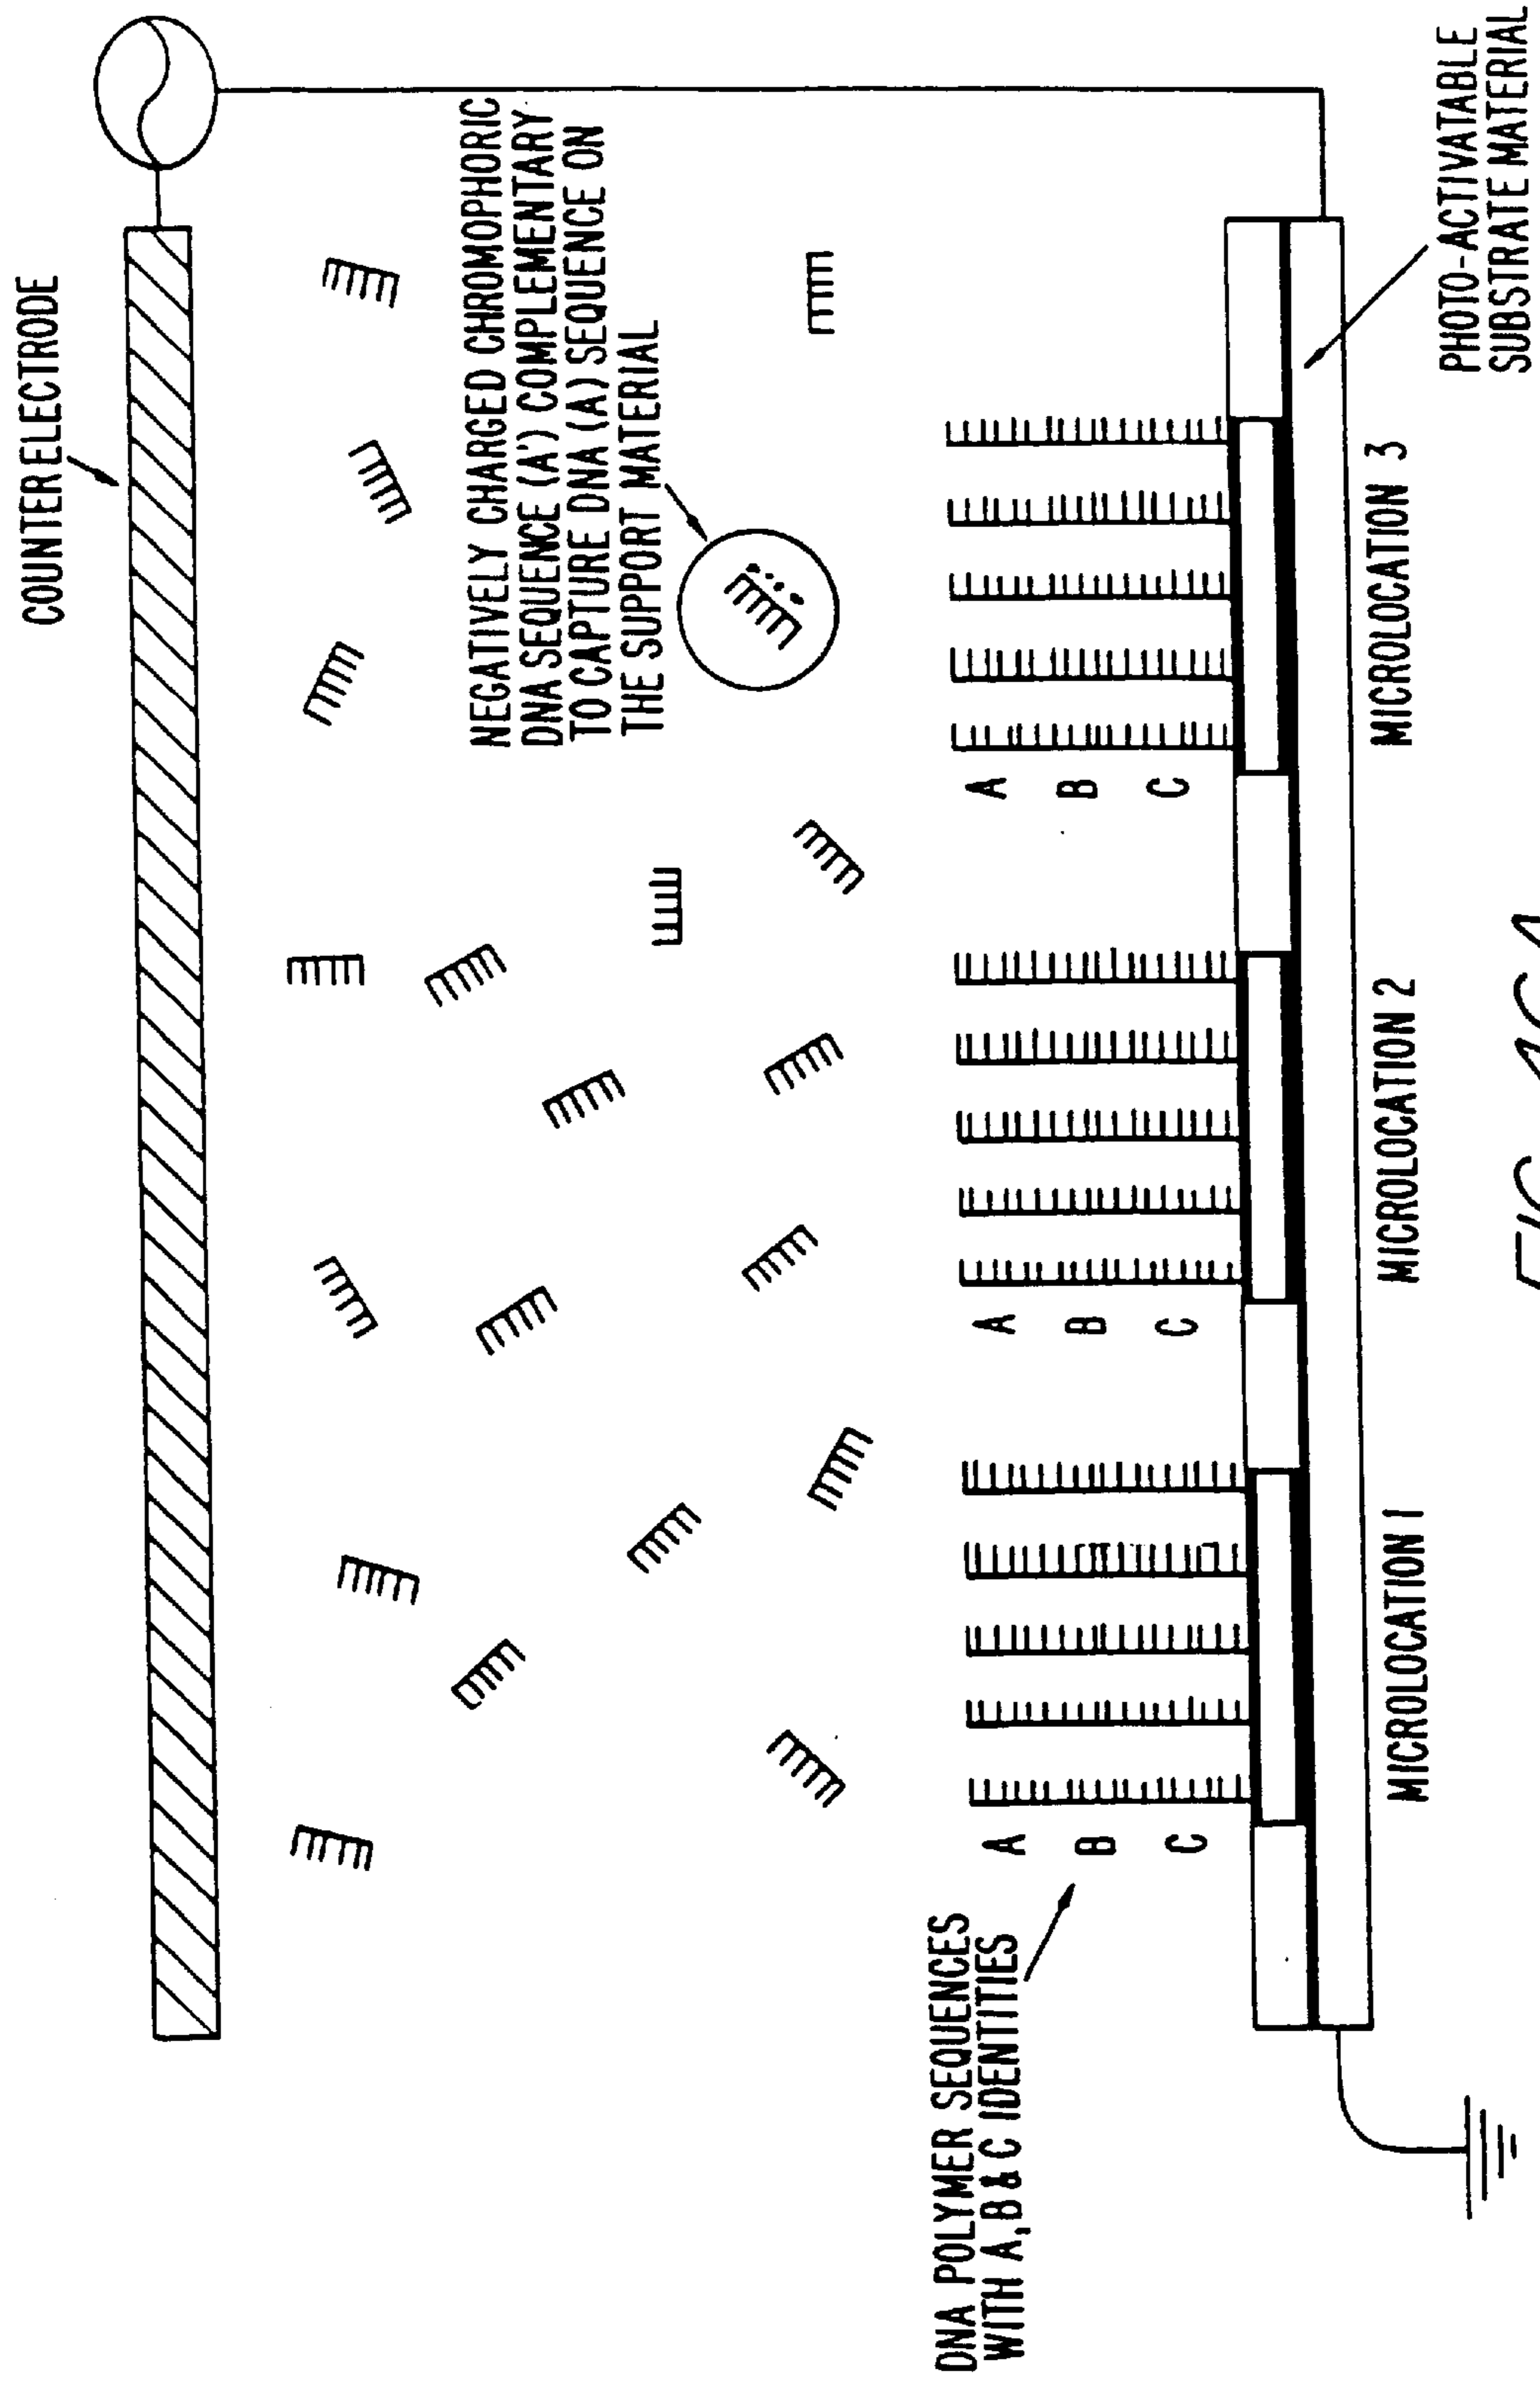 COUNTER ELECTRODE
NEGATIVELY CHARGED CHROMOPHORIC
DNA SEQUENCE (A') COMPLEMENTARY
TO CAPTURE DNA (A) SEQUENCE ON
THE SUPPORT MATERIAL
DNA POLYMER SEQUENCES
WITH A,B & C IDENTITIES
A
B
C
A
B
C
A
B
C
MICROLOCATION 1
MICROLOCATION 2
MICROLOCATION 3
PHOTO-ACTIVATABLE
SUBSTRATE MATERIAL